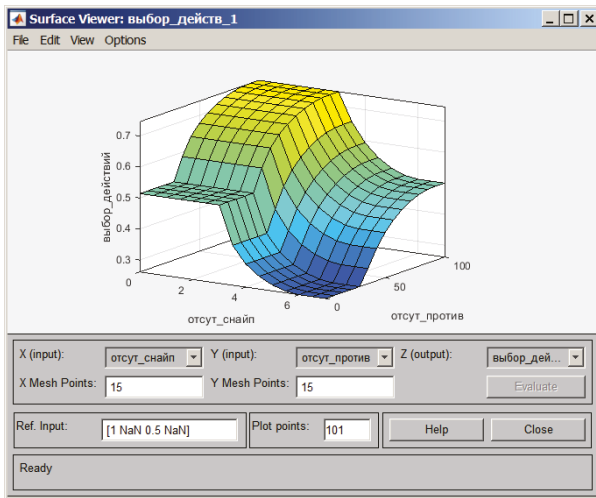 Surface Viewer: выбор_действ_1
File Edit View Options
0.7
0.6
0.5
0.4
0.3
выбор_действий
0
2
4
6
отсут_снайп
0
50
100
отсут_против
X (input): отсут_снайп Y (input): отсут_против Z (output): выбор_дей...
X Mesh Points: 15 Y Mesh Points: 15 Evaluate
Ref. Input: [1 NaN 0.5 NaN] Plot points: 101 Help Close
Ready